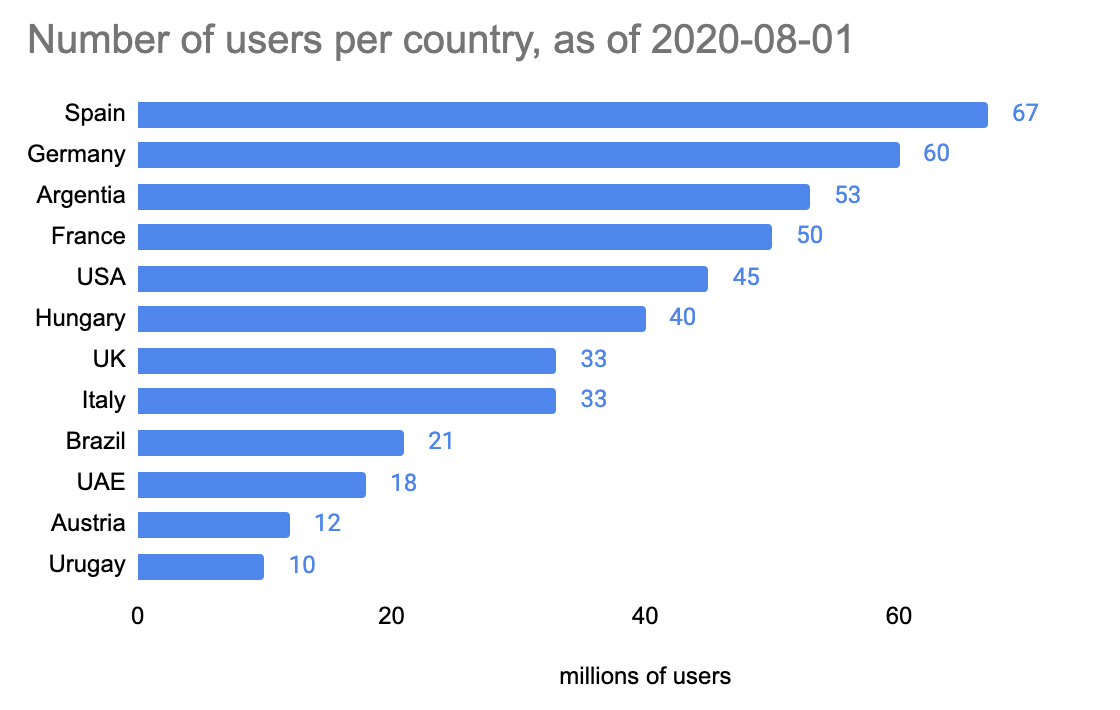 Number of users per country, as of 2020-08-01
Spain 67
Germany 60
Argentia 53
France 50
USA 45
Hungary 40
UK 33
Italy 33
Brazil 21
UAE 18
Austria 12
Urugay 10
0 20 40 60
millions of users